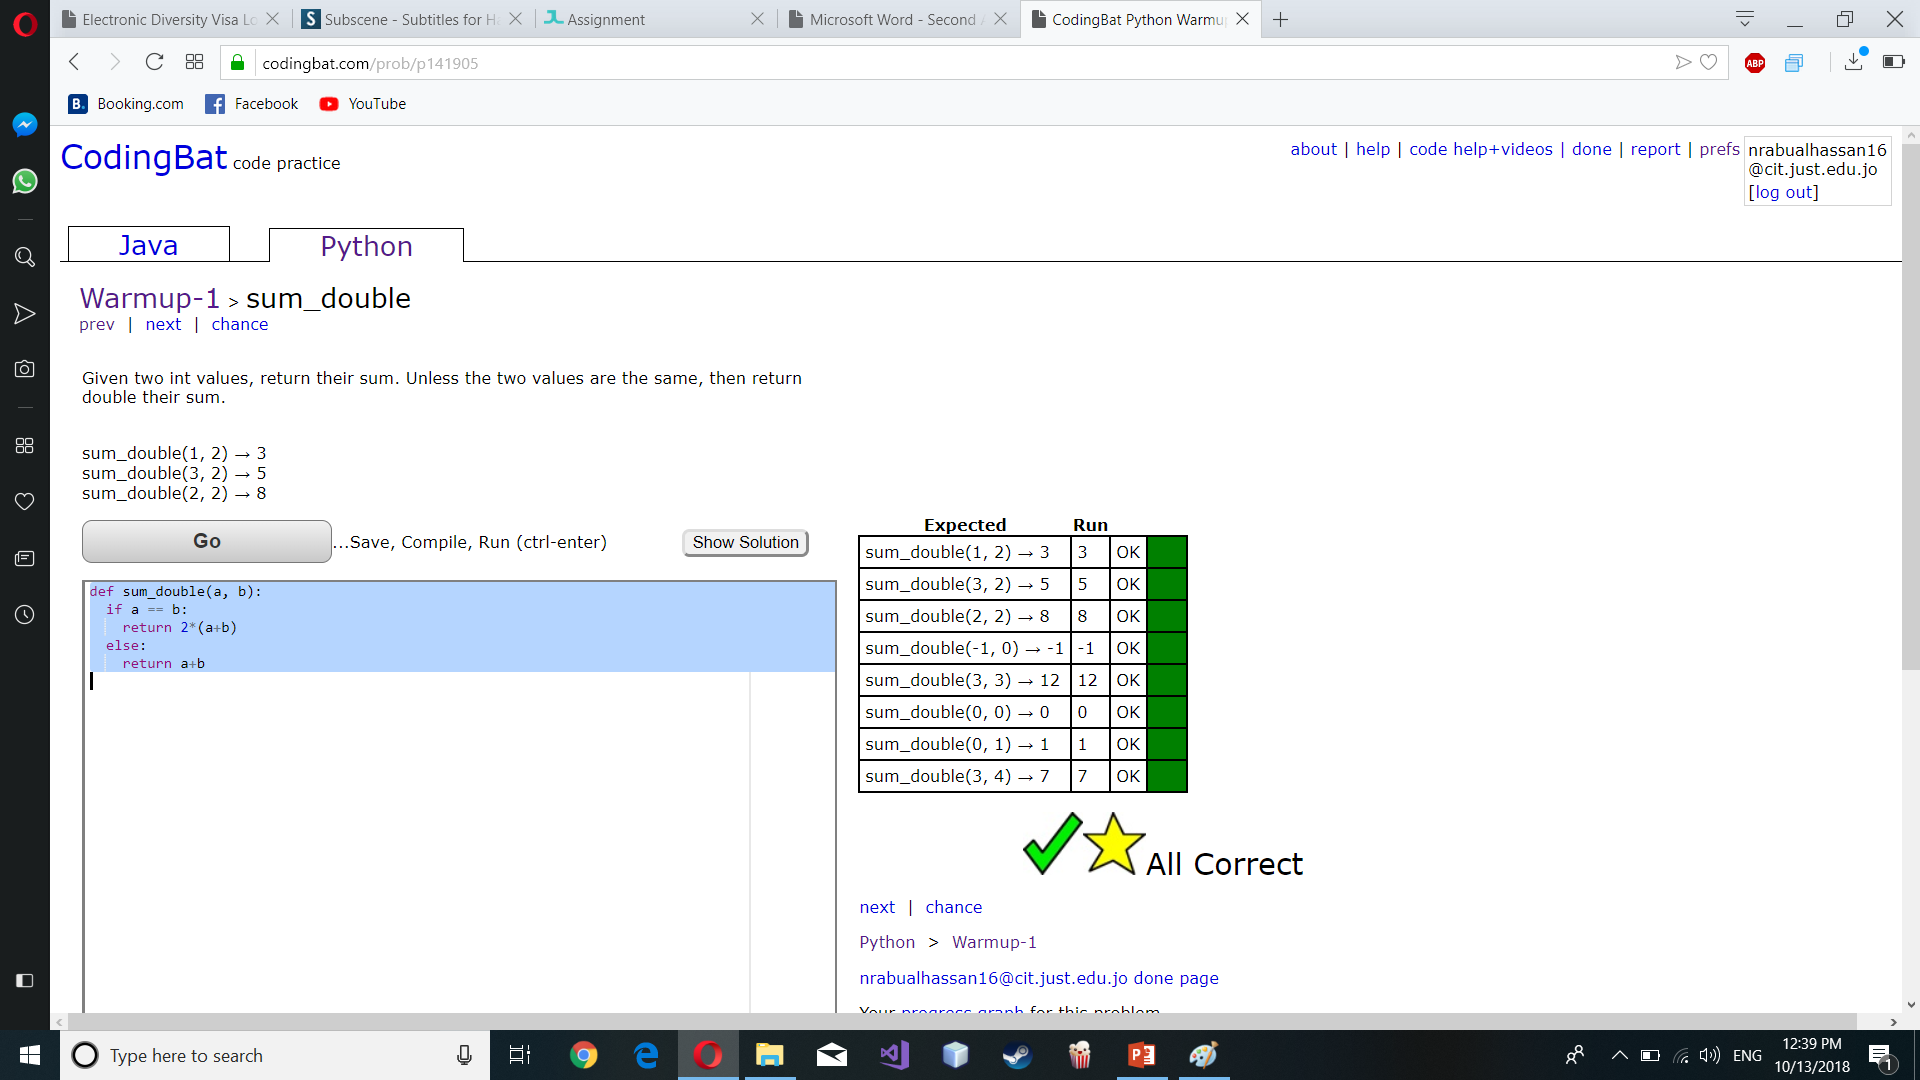 Electronic Diversity Visa Lo
Subscene - Subtitles for H
Assignment
Microsoft Word - Second
CodingBat Python Warmu
codingbat.com/prob/p141905
ABP
B. Booking.com
Facebook
YouTube
CodingBat code practice
about | help | code help+videos | done | report | prefs
nrabualhassan16
@cit.just.edu.jo
[log out]
Java
Python
Warmup-1 > sum_double
prev | next | chance
Given two int values, return their sum. Unless the two values are the same, then return
double their sum.
sum_double(1, 2) → 3
sum_double(3, 2) → 5
sum_double(2, 2) → 8
Go
...Save, Compile, Run (ctrl-enter)
Show Solution
def sum_double(a, b):
if a == b:
return 2*(a+b)
else:
return a+b
Expected Run
sum_double(1, 2) → 3 3 OK
sum_double(3, 2) → 5 5 OK
sum_double(2, 2) → 8 8 OK
sum_double(-1, 0) → -1 -1 OK
sum_double(3, 3) → 12 12 OK
sum_double(0, 0) → 0 0 OK
sum_double(0, 1) → 1 1 OK
sum_double(3, 4) → 7 7 OK
All Correct
next | chance
Python > Warmup-1
nrabualhassan16@cit.just.edu.jo done page
Your progress graph for this problem
Type here to search
ENG
12:39 PM
10/13/2018
1